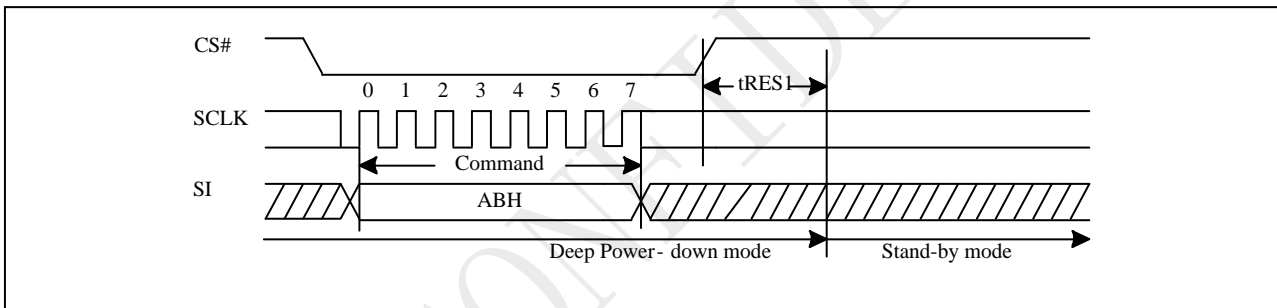 CS#
tRES1
0 1 2 3 4 5 6 7
SCLK
Command
SI
ABH
Deep Power- down mode
Stand-by mode